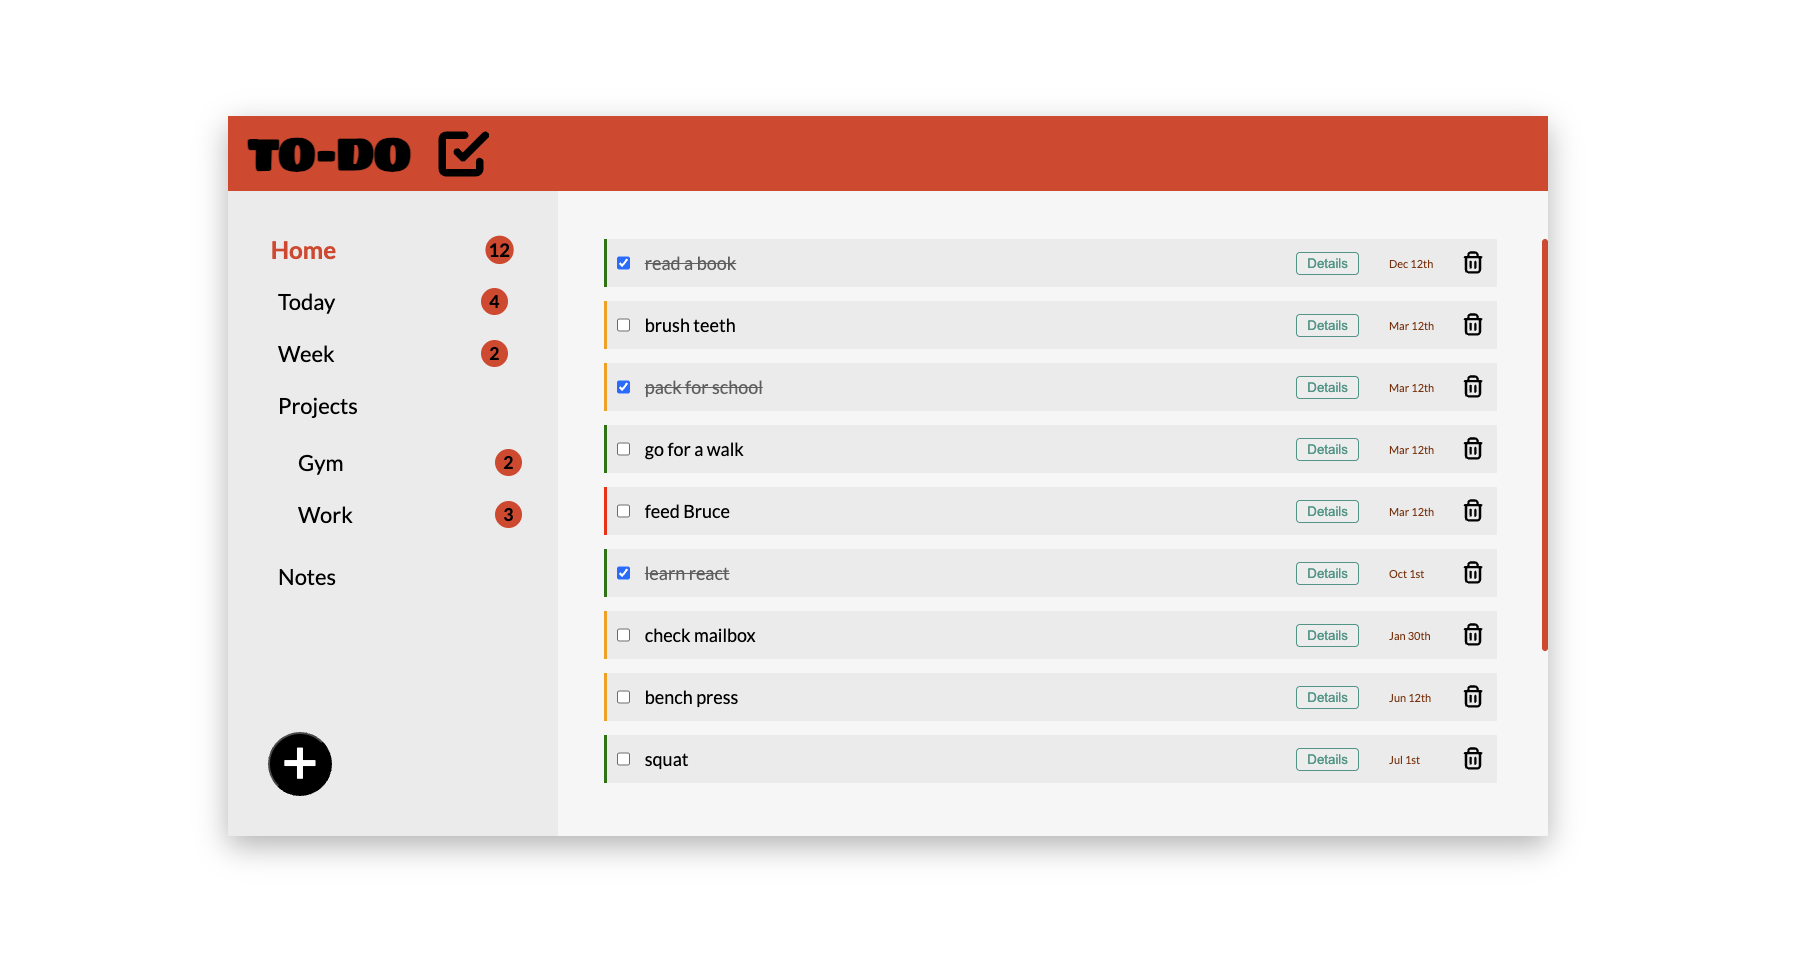 TO-DO
Home 12
Today 4
Week 2
Projects
Gym 2
Work 3
Notes
read a book Details Dec 12th
brush teeth Details Mar 12th
pack for school Details Mar 12th
go for a walk Details Mar 12th
feed Bruce Details Mar 12th
learn react Details Oct 1st
check mailbox Details Jan 30th
bench press Details Jun 12th
squat Details Jul 1st